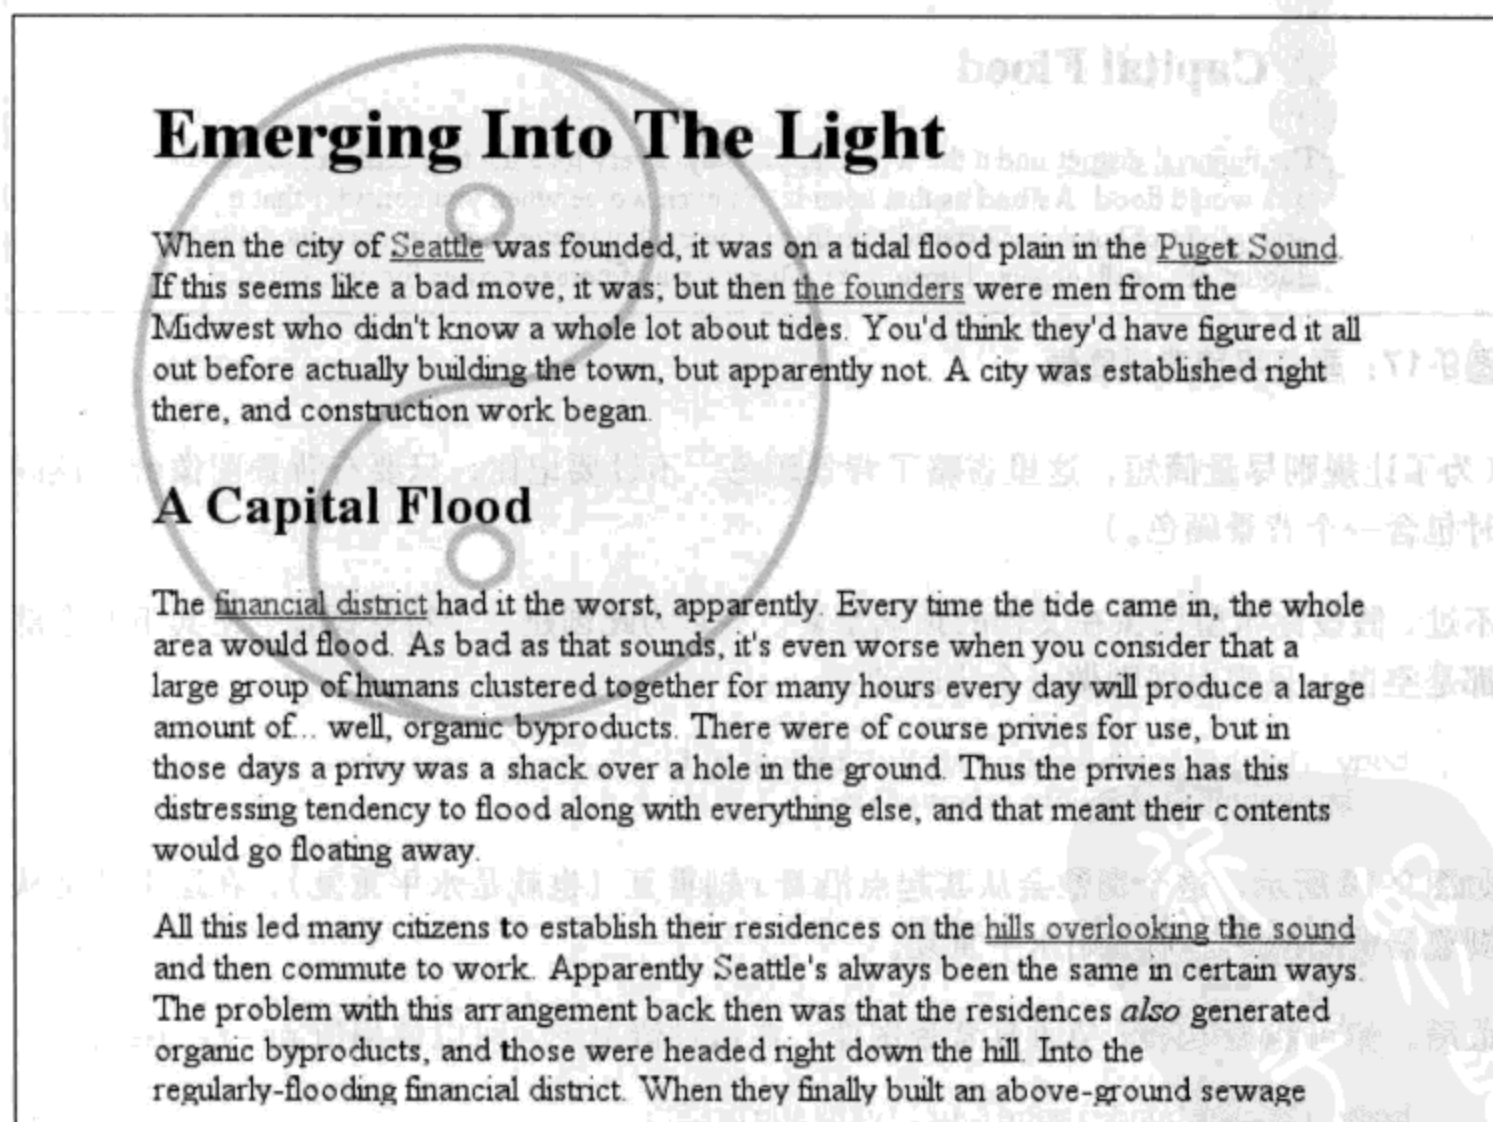 Emerging Into The Light
When the city of Seattle was founded, it was on a tidal flood plain in the Puget Sound.
If this seems like a bad move, it was; but then the founders were men from the
Midwest who didn't know a whole lot about tides. You'd think they'd have figured it all
out before actually building the town, but apparently not. A city was established right
there, and construction work began.
A Capital Flood
The financial district had it the worst, apparently. Every time the tide came in, the whole
area would flood. As bad as that sounds, it's even worse when you consider that a
large group of humans clustered together for many hours every day will produce a large
amount of... well, organic byproducts. There were of course privies for use, but in
those days a privy was a shack over a hole in the ground. Thus the privies has this
distressing tendency to flood along with everything else, and that meant their contents
would go floating away.
All this led many citizens to establish their residences on the hills overlooking the sound
and then commute to work. Apparently Seattle's always been the same in certain ways.
The problem with this arrangement back then was that the residences also generated
organic byproducts, and those were headed right down the hill. Into the
regularly-flooding financial district. When they finally built an above-ground sewage